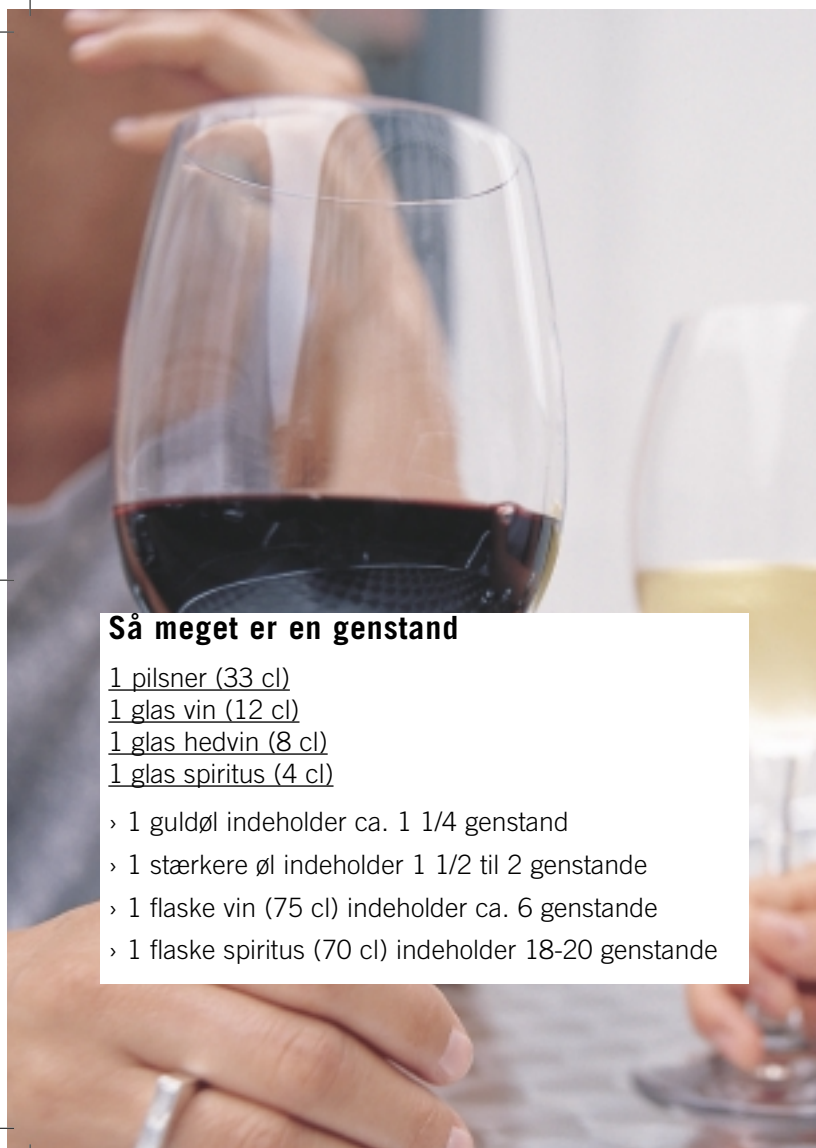 Så meget er en genstand
1 pilsner (33 cl)
1 glas vin (12 cl)
1 glas hedvin (8 cl)
1 glas spiritus (4 cl)
› 1 guldøl indeholder ca. 1 1/4 genstand
› 1 stærkere øl indeholder 1 1/2 til 2 genstande
› 1 flaske vin (75 cl) indeholder ca. 6 genstande
› 1 flaske spiritus (70 cl) indeholder 18-20 genstande